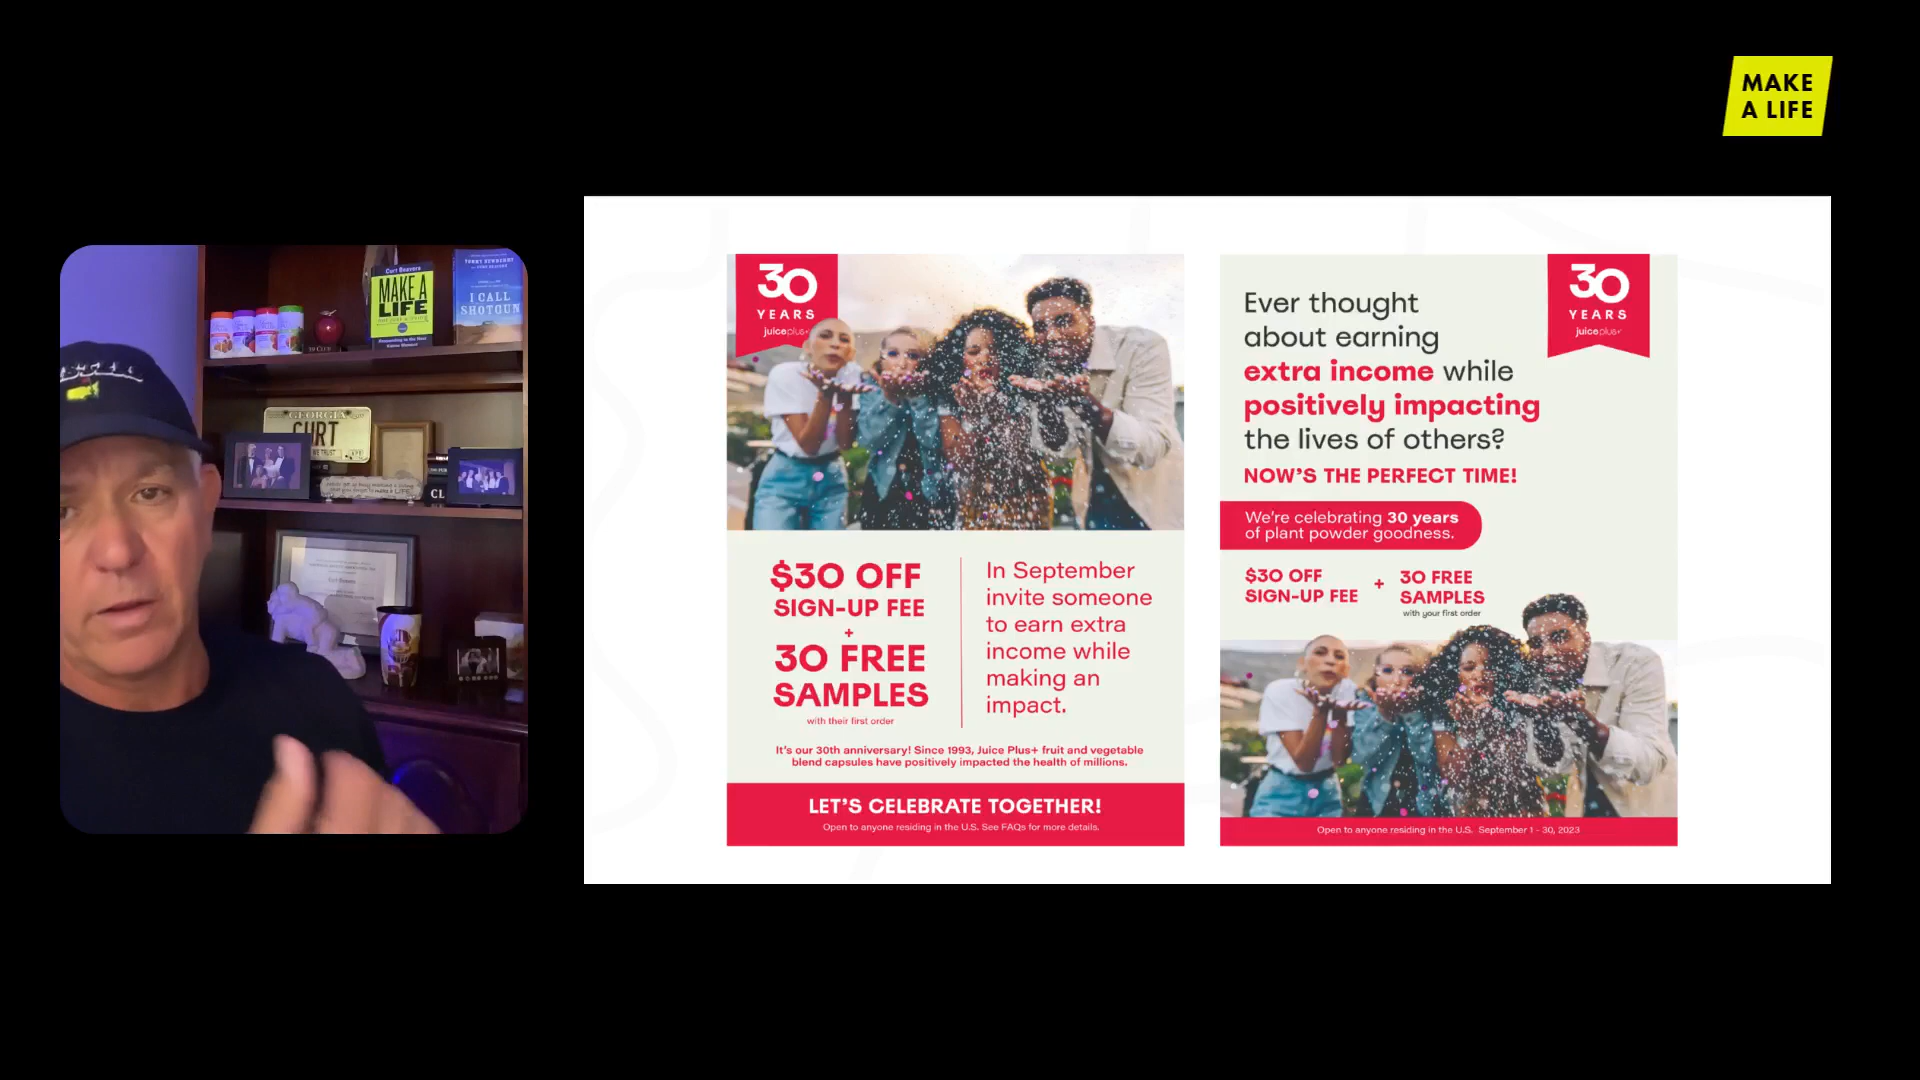 MAKE
A LIFE
Curt Beavers
MAKE A
LIFE
TOMMY NEWBERRY
I CALL
SHOTGUN
GEORGIA
CURT
CL
30
YEARS
juiceplus+
$30 OFF
SIGN-UP FEE
+
30 FREE
SAMPLES
with their first order
In September
invite someone
to earn extra
income while
making an
impact.
It's our 30th anniversary! Since 1993, Juice Plus+ fruit and vegetable
blend capsules have positively impacted the health of millions.
LET'S CELEBRATE TOGETHER!
Open to anyone residing in the U.S. See FAQs for more details.
30
YEARS
juiceplus+
Ever thought
about earning
extra income while
positively impacting
the lives of others?
NOW'S THE PERFECT TIME!
We're celebrating 30 years
of plant powder goodness.
$30 OFF
SIGN-UP FEE
+
30 FREE
SAMPLES
with your first order
Open to anyone residing in the U.S. September 1 - 30, 2023